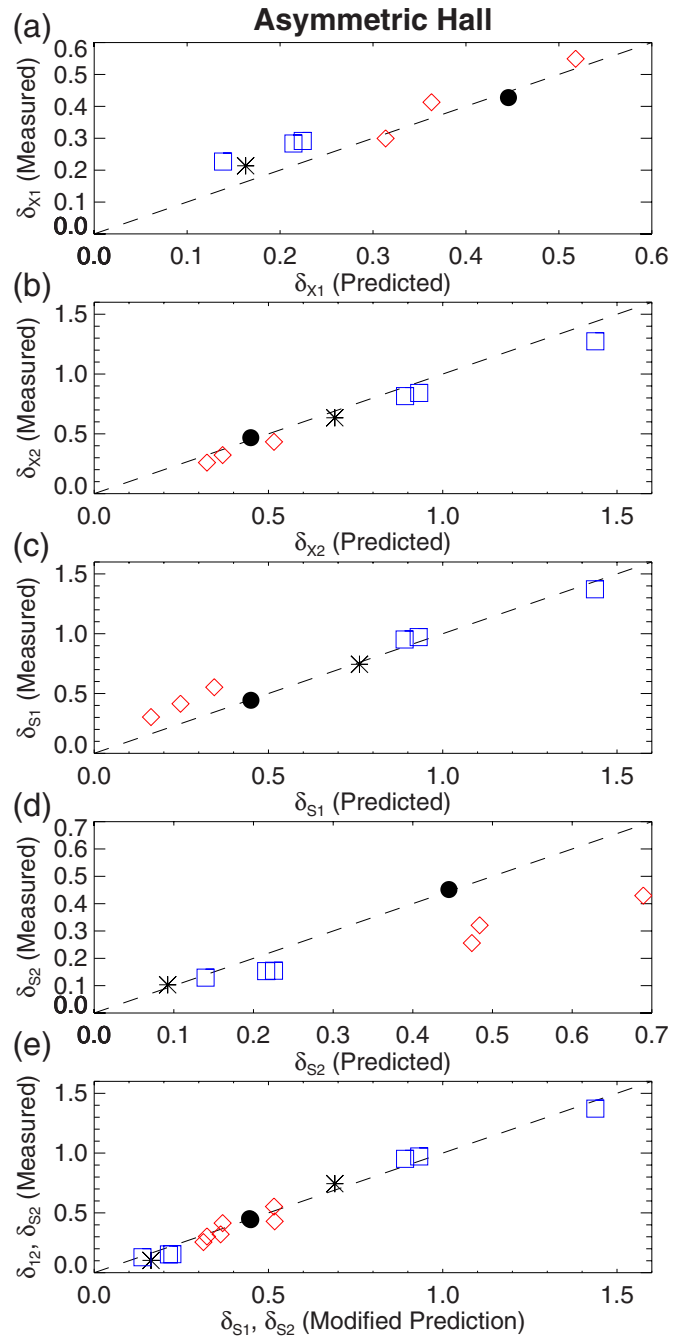 Asymmetric Hall
(a)
0.6
0.5
0.4
0.3
0.2
0.1
0.0
δX1 (Measured)
0.0 0.1 0.2 0.3 0.4 0.5 0.6
δX1 (Predicted)
(b)
1.5
1.0
0.5
0.0
δX2 (Measured)
0.0 0.5 1.0 1.5
δX2 (Predicted)
(c)
1.5
1.0
0.5
0.0
δS1 (Measured)
0.0 0.5 1.0 1.5
δS1 (Predicted)
(d)
0.7
0.6
0.5
0.4
0.3
0.2
0.1
0.0
δS2 (Measured)
0.0 0.1 0.2 0.3 0.4 0.5 0.6 0.7
δS2 (Predicted)
(e)
1.5
1.0
0.5
0.0
δ12, δS2 (Measured)
0.0 0.5 1.0 1.5
δS1, δS2 (Modified Prediction)